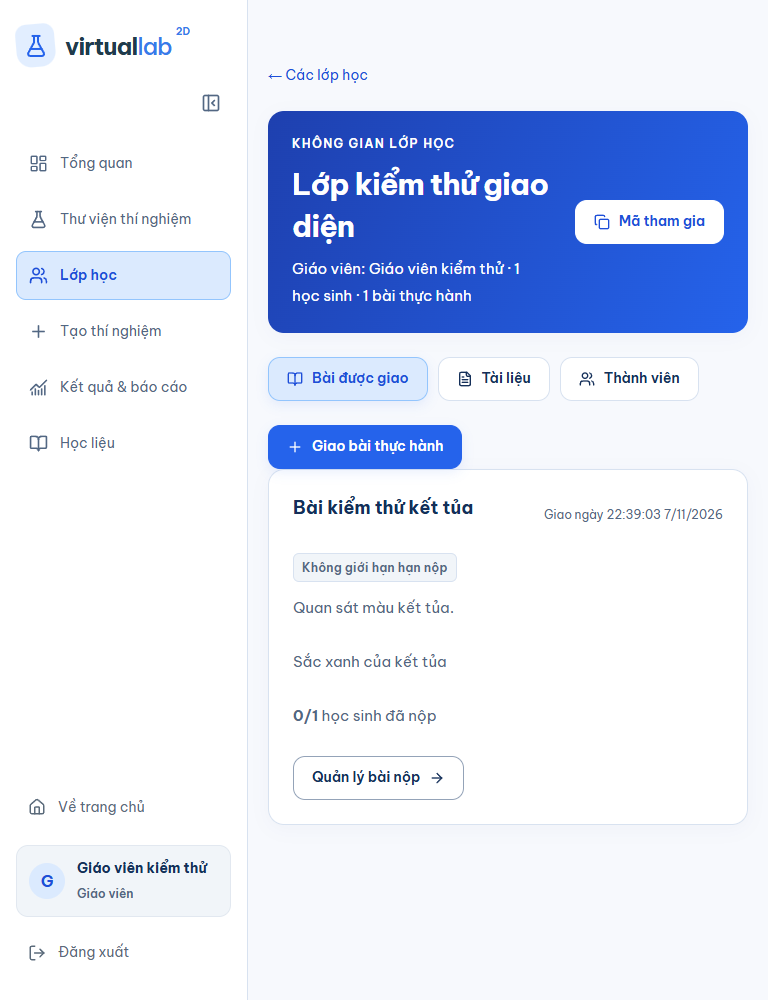 virtuallab 2D
Tổng quan
Thư viện thí nghiệm
Lớp học
Tạo thí nghiệm
Kết quả & báo cáo
Học liệu
Về trang chủ
G
Giáo viên kiểm thử
Giáo viên
Đăng xuất
← Các lớp học
KHÔNG GIAN LỚP HỌC
Lớp kiểm thử giao
diện
Giáo viên: Giáo viên kiểm thử · 1
học sinh · 1 bài thực hành
Mã tham gia
Bài được giao
Tài liệu
Thành viên
Giao bài thực hành
Bài kiểm thử kết tủa
Giao ngày 22:39:03 7/11/2026
Không giới hạn hạn nộp
Quan sát màu kết tủa.
Sắc xanh của kết tủa
0/1 học sinh đã nộp
Quản lý bài nộp →